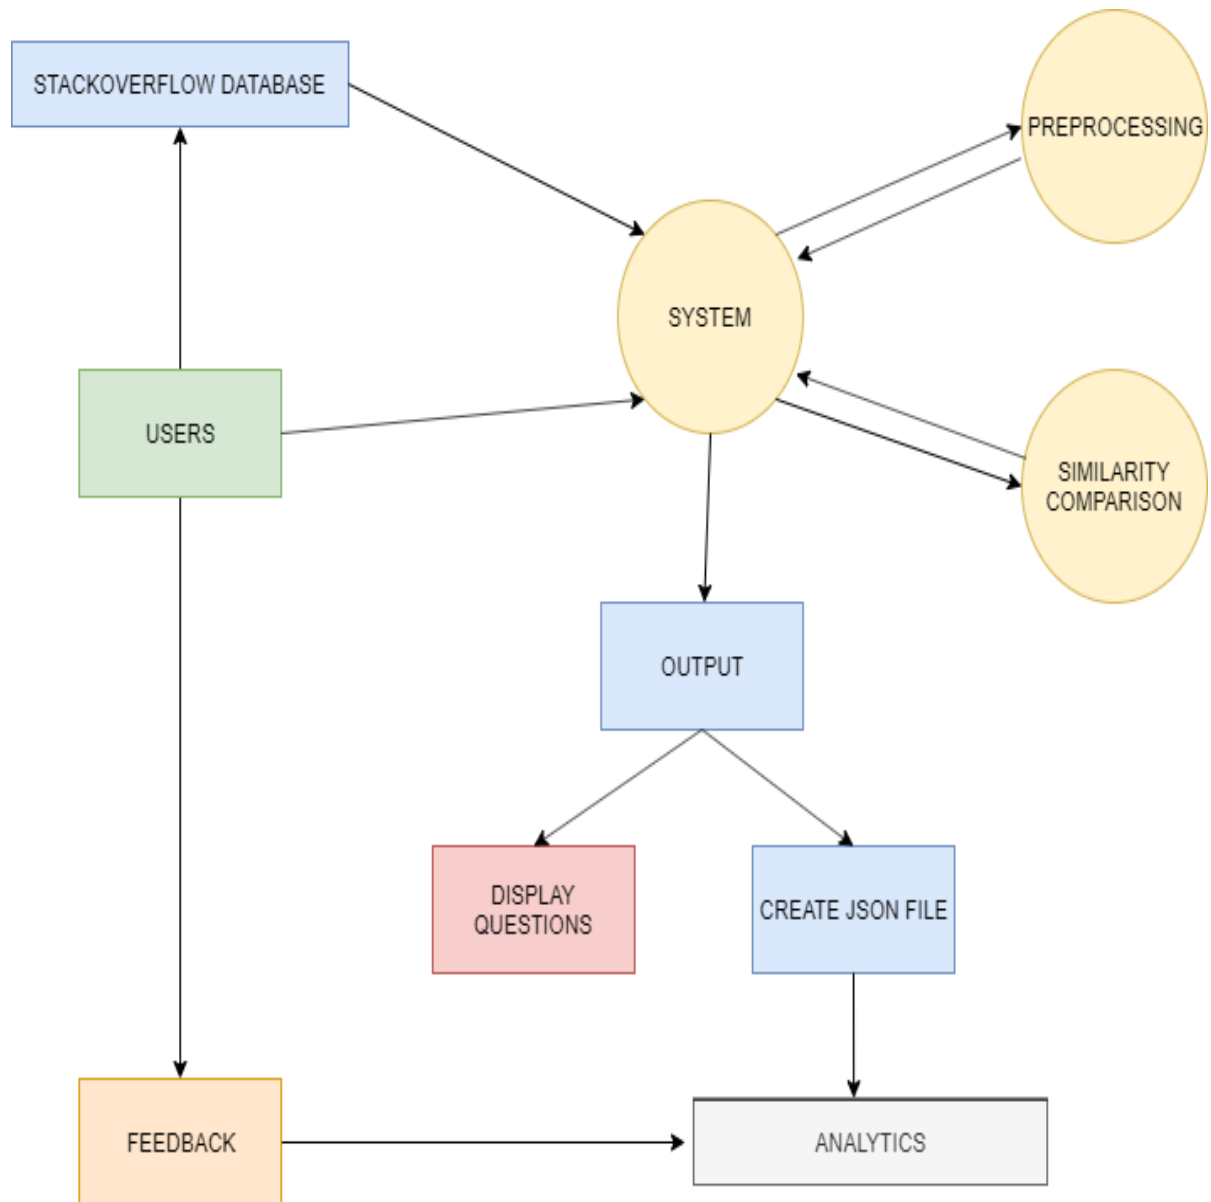 STACKOVERFLOW DATABASE
PREPROCESSING
SYSTEM
USERS
SIMILARITY
COMPARISON
OUTPUT
DISPLAY
QUESTIONS
CREATE JSON FILE
FEEDBACK
ANALYTICS